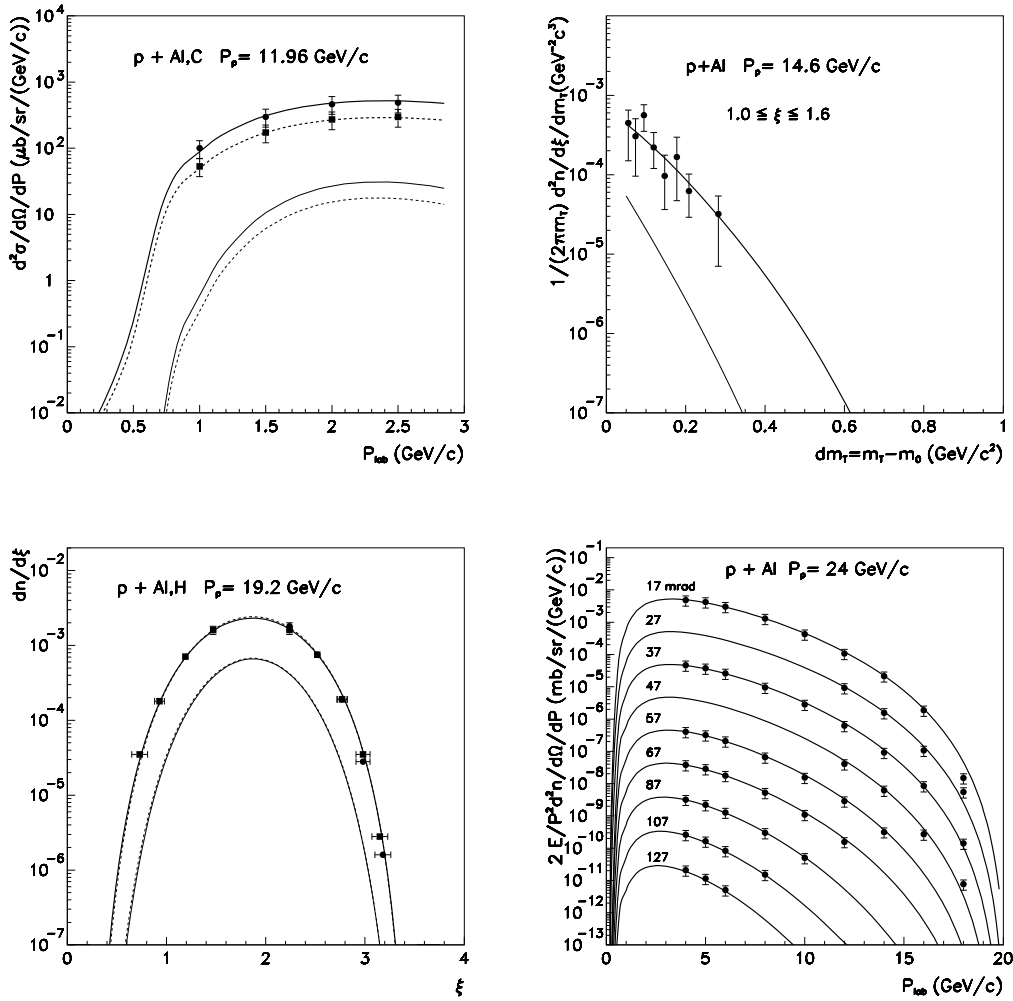 p + Al,C P_p= 11.96 GeV/c
d²σ/dΩ/dP (μb/sr/(GeV/c))
10⁴
10³
10²
10
1
10⁻¹
10⁻²
0 0.5 1 1.5 2 2.5 3
P_lab (GeV/c)
p+Al P_p= 14.6 GeV/c
1.0 ≤ ξ ≤ 1.6
1/(2πm_T) d²n/dξ/dm_T(GeV⁻²c³)
10⁻³
10⁻⁴
10⁻⁵
10⁻⁶
10⁻⁷
0 0.2 0.4 0.6 0.8 1
dm_T=m_T−m_0 (GeV/c²)
p + Al,H P_p= 19.2 GeV/c
dn/dξ
10⁻²
10⁻³
10⁻⁴
10⁻⁵
10⁻⁶
10⁻⁷
0 1 2 3 4
ξ
p + Al P_p= 24 GeV/c
2 E/P²d²n/dΩ/dP (mb/sr/(GeV/c))
10⁻¹
10⁻²
10⁻³
10⁻⁴
10⁻⁵
10⁻⁶
10⁻⁷
10⁻⁸
10⁻⁹
10⁻¹⁰
10⁻¹¹
10⁻¹²
10⁻¹³
17 mrad
27
37
47
57
67
87
107
127
0 5 10 15 20
P_lab (GeV/c)